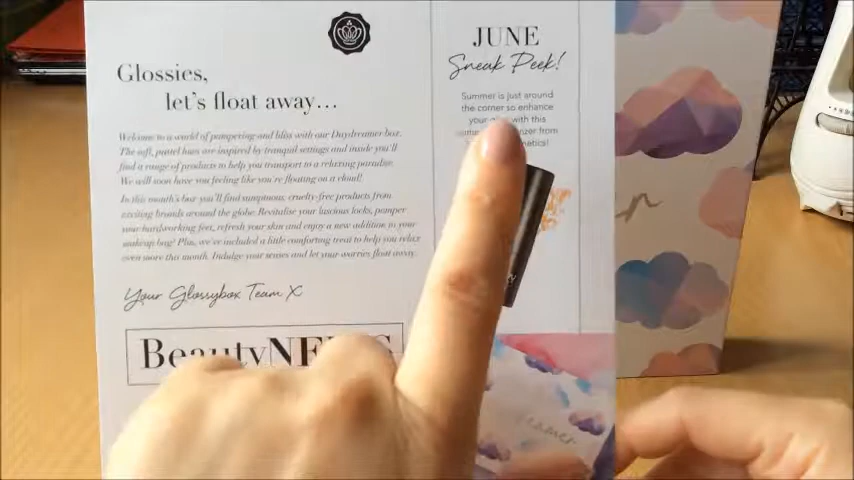 Glossies,
let's float away...
Welcome to a world of pampering and bliss with our Daydreamer box.
The soft, pastel hues are inspired by tranquil settings and inside you'll
find a range of products to help you transport to a relaxing paradise.
We will soon have you feeling like you're floating on a cloud!
In this month's box you'll find sumptuous, cruelty-free products from
exciting brands around the globe. Revitalise your luscious locks, pamper
your hardworking feet, refresh your skin and enjoy a new addition to your
makeup bag! Plus, we've included a little comforting treat to help you relax
even more this month. Indulge your senses and let your worries float away.
Your Glossybox Team X
BeautyNEWS
JUNE
Sneak Peek!
Summer is just around
the corner so enhance
your with this
from